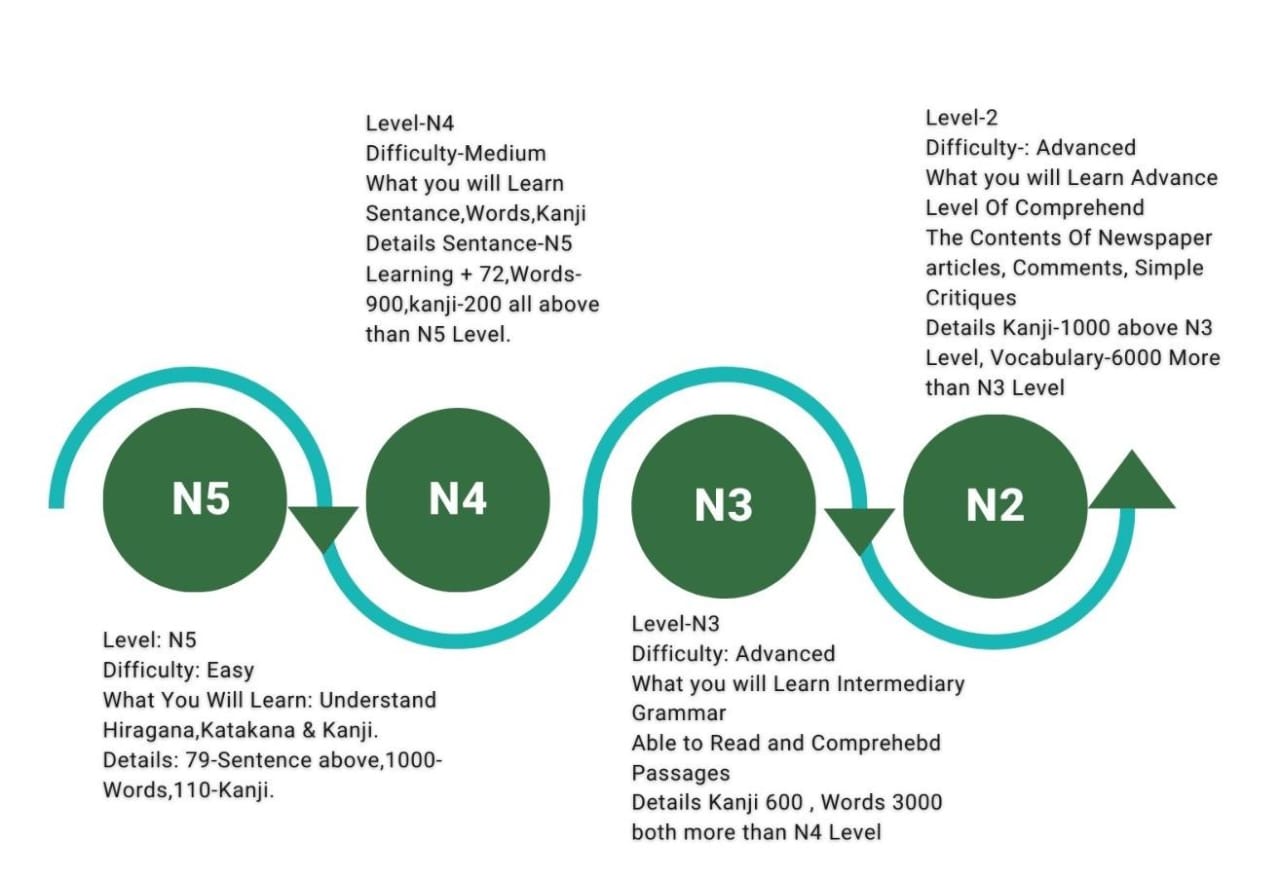 Level-N4
Difficulty-Medium
What you will Learn
Sentance,Words,Kanji
Details Sentance-N5
Learning + 72,Words-
900,kanji-200 all above
than N5 Level.
Level-2
Difficulty-: Advanced
What you will Learn Advance
Level Of Comprehend
The Contents Of Newspaper
articles, Comments, Simple
Critiques
Details Kanji-1000 above N3
Level, Vocabulary-6000 More
than N3 Level
N5
N4
N3
N2
Level: N5
Difficulty: Easy
What You Will Learn: Understand
Hiragana,Katakana & Kanji.
Details: 79-Sentence above,1000-
Words,110-Kanji.
Level-N3
Difficulty: Advanced
What you will Learn Intermediary
Grammar
Able to Read and Comprehebd
Passages
Details Kanji 600 , Words 3000
both more than N4 Level